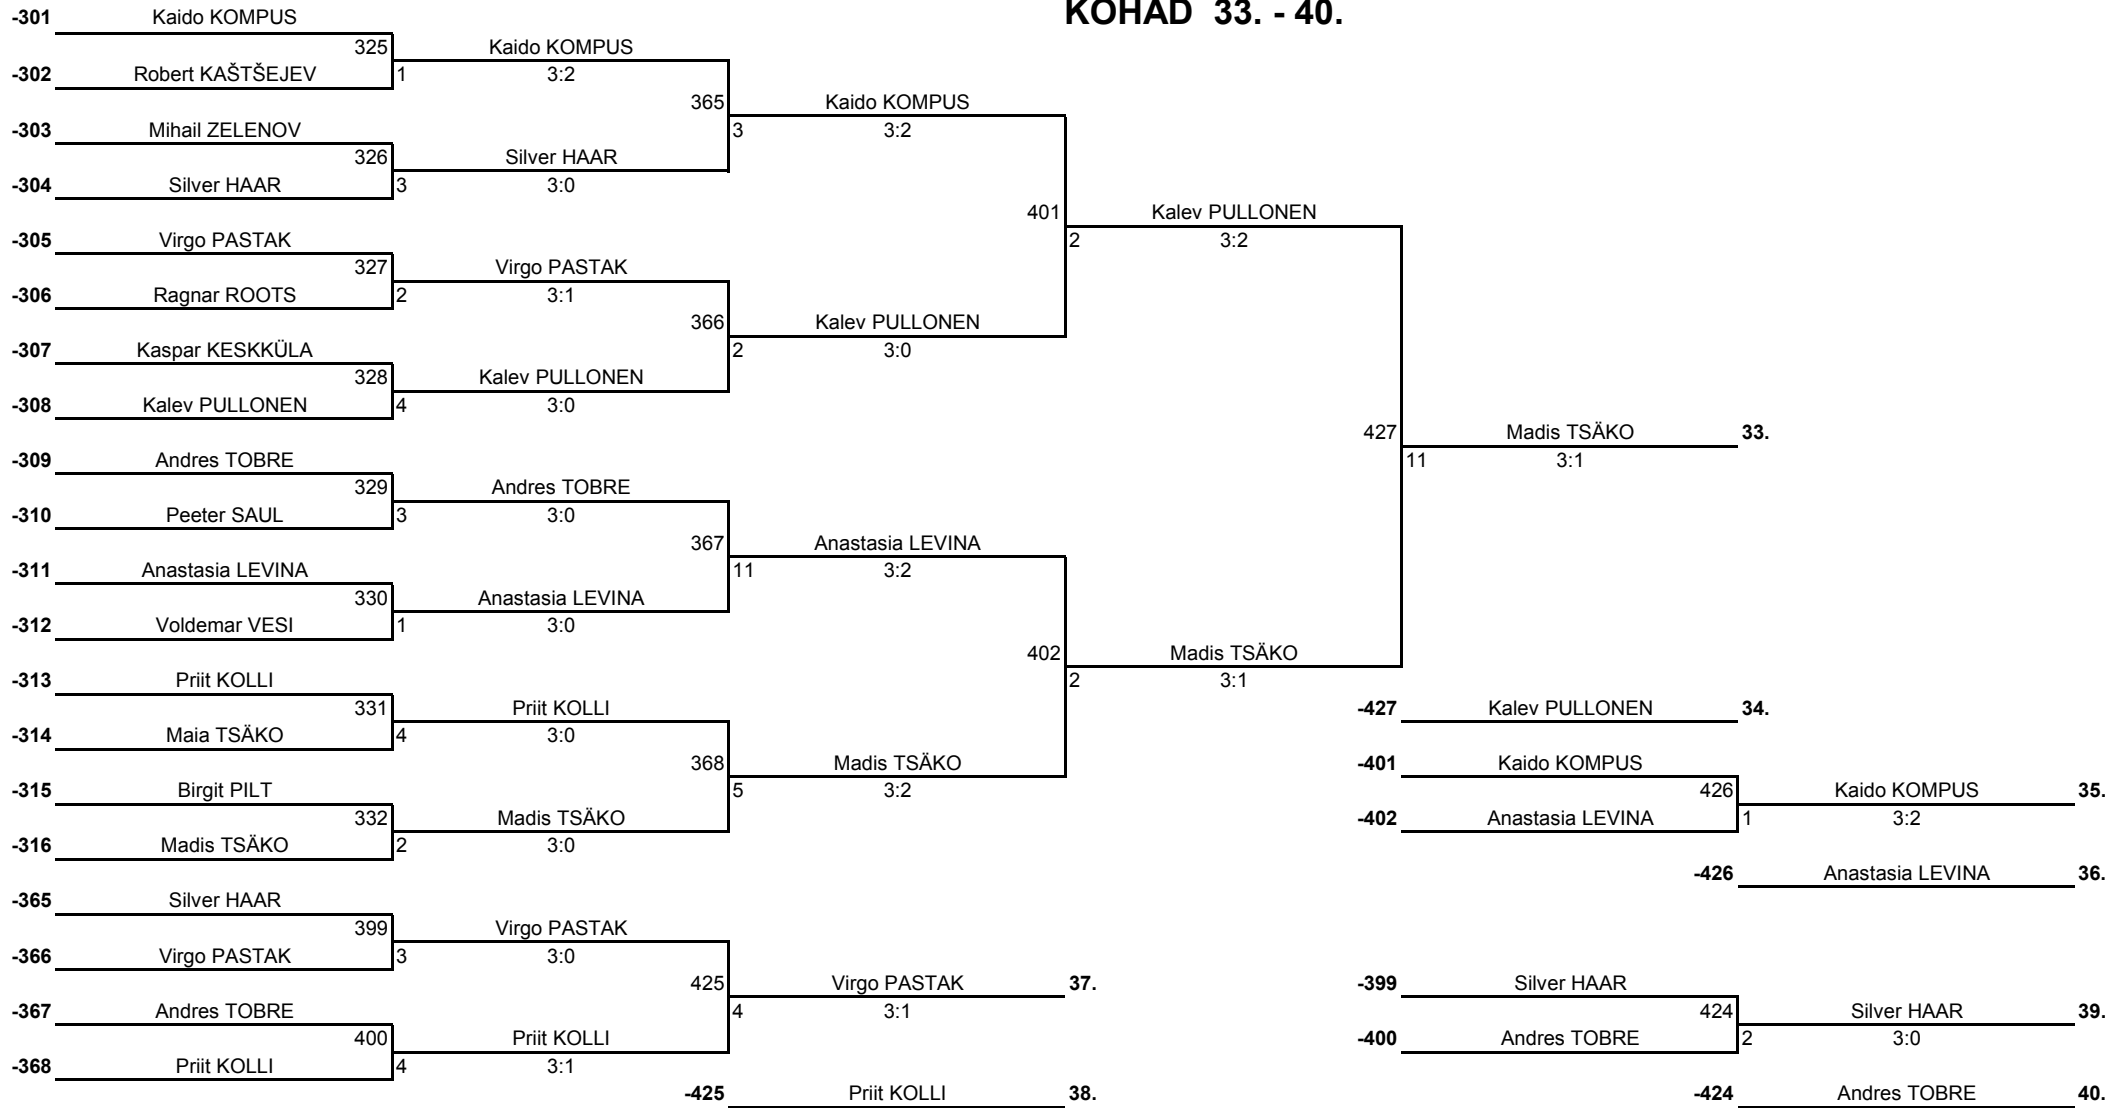 KOHAD 33. - 40.
-301 Kaido KOMPUS
325 Kaido KOMPUS
-302 Robert KAŠTŠEJEV 1 3:2
365 Kaido KOMPUS
-303 Mihail ZELENOV 3 3:2
326 Silver HAAR
-304 Silver HAAR 3 3:0
401 Kalev PULLONEN
-305 Virgo PASTAK 2 3:2
327 Virgo PASTAK
-306 Ragnar ROOTS 2 3:1
366 Kalev PULLONEN
-307 Kaspar KESKKÜLA 2 3:0
328 Kalev PULLONEN
-308 Kalev PULLONEN 4 3:0
427 Madis TSÄKO 33.
-309 Andres TOBRE 11 3:1
329 Andres TOBRE
-310 Peeter SAUL 3 3:0
367 Anastasia LEVINA
-311 Anastasia LEVINA 11 3:2
330 Anastasia LEVINA
-312 Voldemar VESI 1 3:0
402 Madis TSÄKO
-313 Priit KOLLI 2 3:1
331 Priit KOLLI -427 Kalev PULLONEN 34.
-314 Maia TSÄKO 4 3:0
368 Madis TSÄKO -401 Kaido KOMPUS
-315 Birgit PILT 5 3:2 426 Kaido KOMPUS 35.
332 Madis TSÄKO -402 Anastasia LEVINA 1 3:2
-316 Madis TSÄKO 2 3:0
-426 Anastasia LEVINA 36.
-365 Silver HAAR
399 Virgo PASTAK
-366 Virgo PASTAK 3 3:0
425 Virgo PASTAK 37. -399 Silver HAAR
-367 Andres TOBRE 4 3:1 424 Silver HAAR 39.
400 Priit KOLLI -400 Andres TOBRE 2 3:0
-368 Priit KOLLI 4 3:1
-425 Priit KOLLI 38. -424 Andres TOBRE 40.